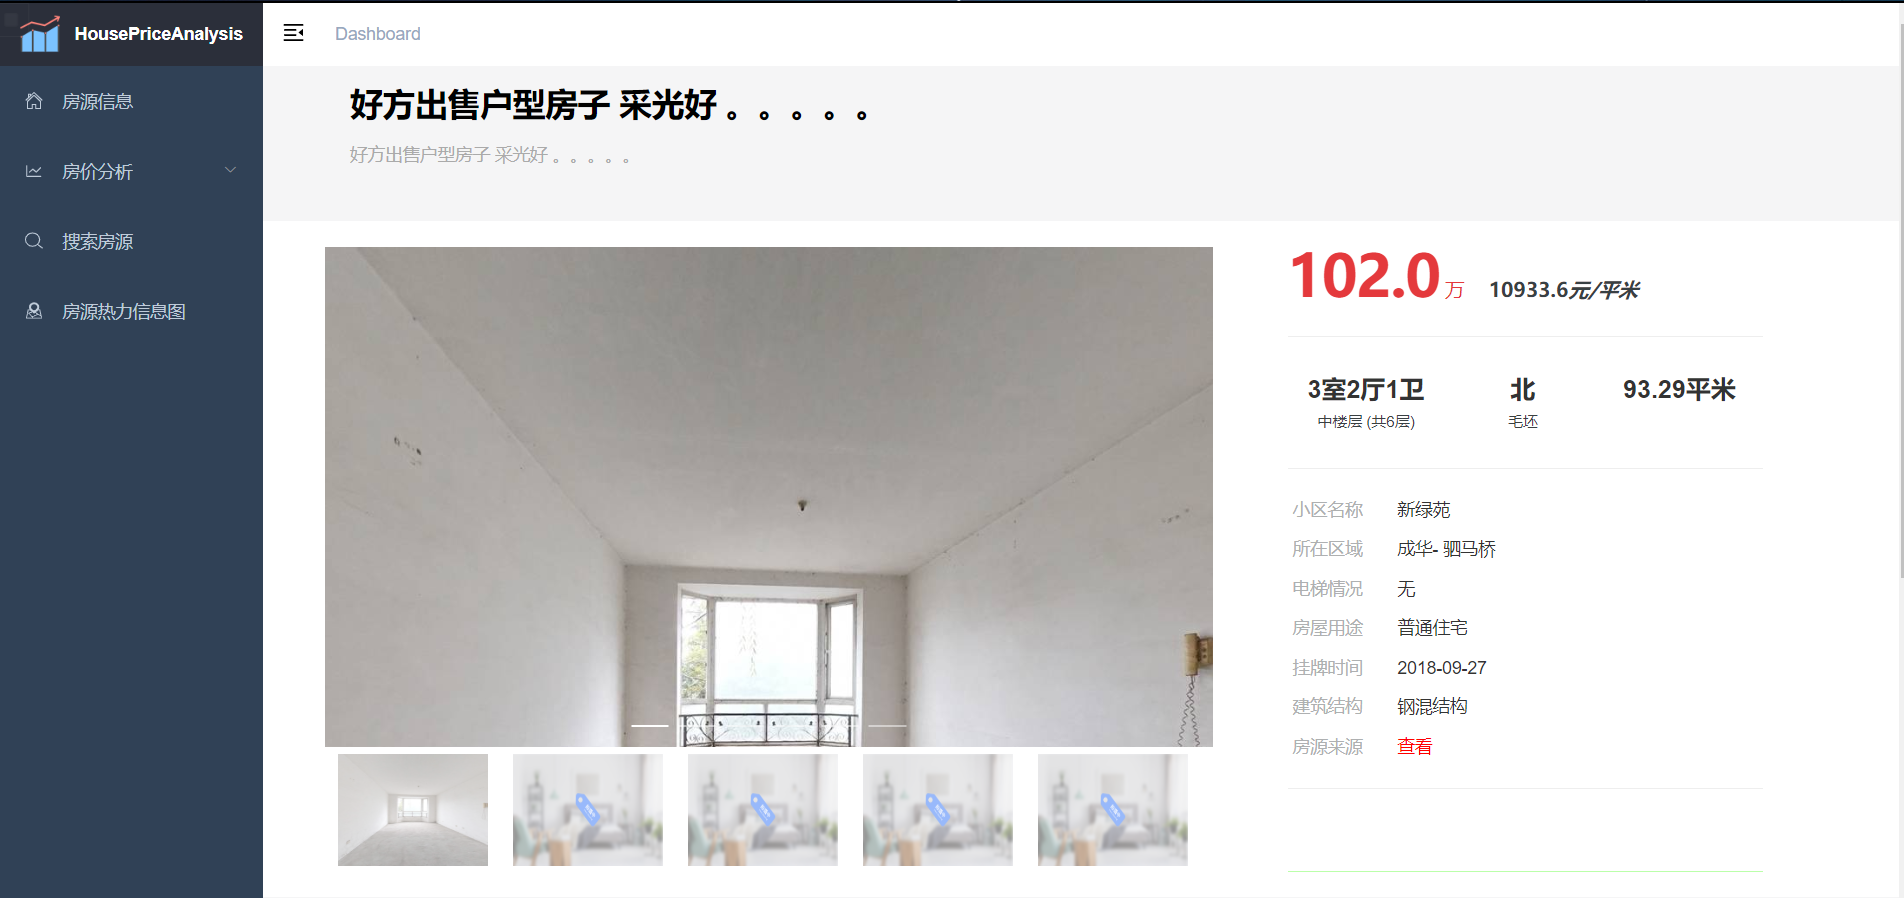 HousePriceAnalysis
Dashboard
房源信息
房价分析
搜索房源
房源热力信息图
好方出售户型房子 采光好 。。。。。
好方出售户型房子 采光好 。。。。。
102.0 万 10933.6元/平米
3室2厅1卫 北 93.29平米
中楼层 (共6层) 毛坯
小区名称 新绿苑
所在区域 成华- 驷马桥
电梯情况 无
房屋用途 普通住宅
挂牌时间 2018-09-27
建筑结构 钢混结构
房源来源 查看